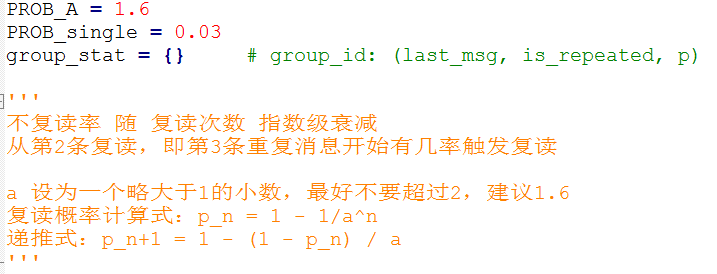 PROB_A = 1.6
PROB_single = 0.03
group_stat = {}     # group_id: (last_msg, is_repeated, p)
'''
不复读率 随 复读次数 指数级衰减
从第2条复读，即第3条重复消息开始有几率触发复读
a 设为一个略大于1的小数，最好不要超过2，建议1.6
复读概率计算式：p_n = 1 - 1/a^n
递推式：p_n+1 = 1 - (1 - p_n) / a
'''